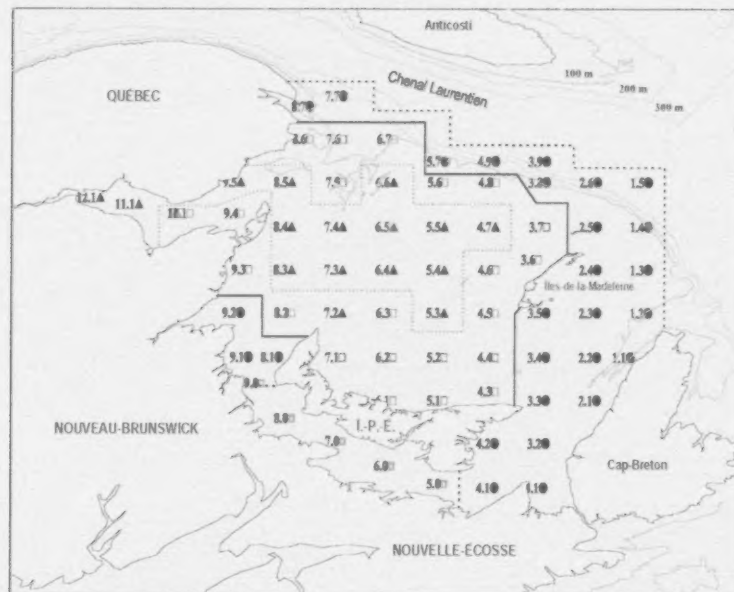 Anticosti
QUÉBEC
Chenal Laurentien
100 m
200 m
500 m
7.7
8.7
8.6 7.6 6.7
5.7 4.9 3.9
9.5 8.5 7.5 6.6 5.6 4.8 3.8 2.6 1.5
12.1 11.1 9.4
8.4 7.4 6.5 5.5 4.7 3.7 2.5 1.4
3.6
9.3 8.3 7.3 6.4 5.4 4.6 2.4 1.3
Îles-de-la-Madeleine
9.2 8.2 7.2 6.3 5.3 4.5 3.5 2.3 1.2
9.1 8.1 7.1 6.2 5.2 4.4 3.4 2.2 1.1
9.0
4.3
5.1 3.3 2.1
8.0 I.-P.-E.
NOUVEAU-BRUNSWICK
7.0 4.2 3.2
6.0 Cap-Breton
5.0 4.1
NOUVELLE-ÉCOSSE